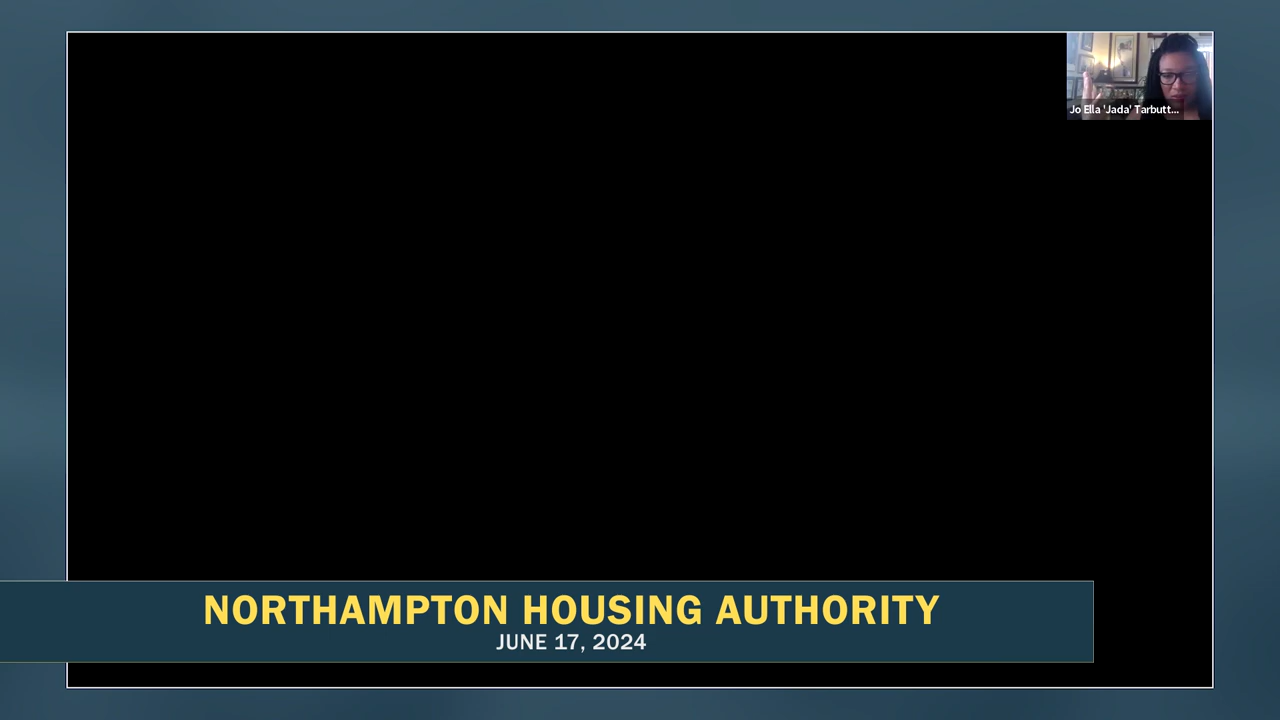 Jo Ella 'Jada' Tarbutt...
NORTHAMPTON HOUSING AUTHORITY
JUNE 17, 2024